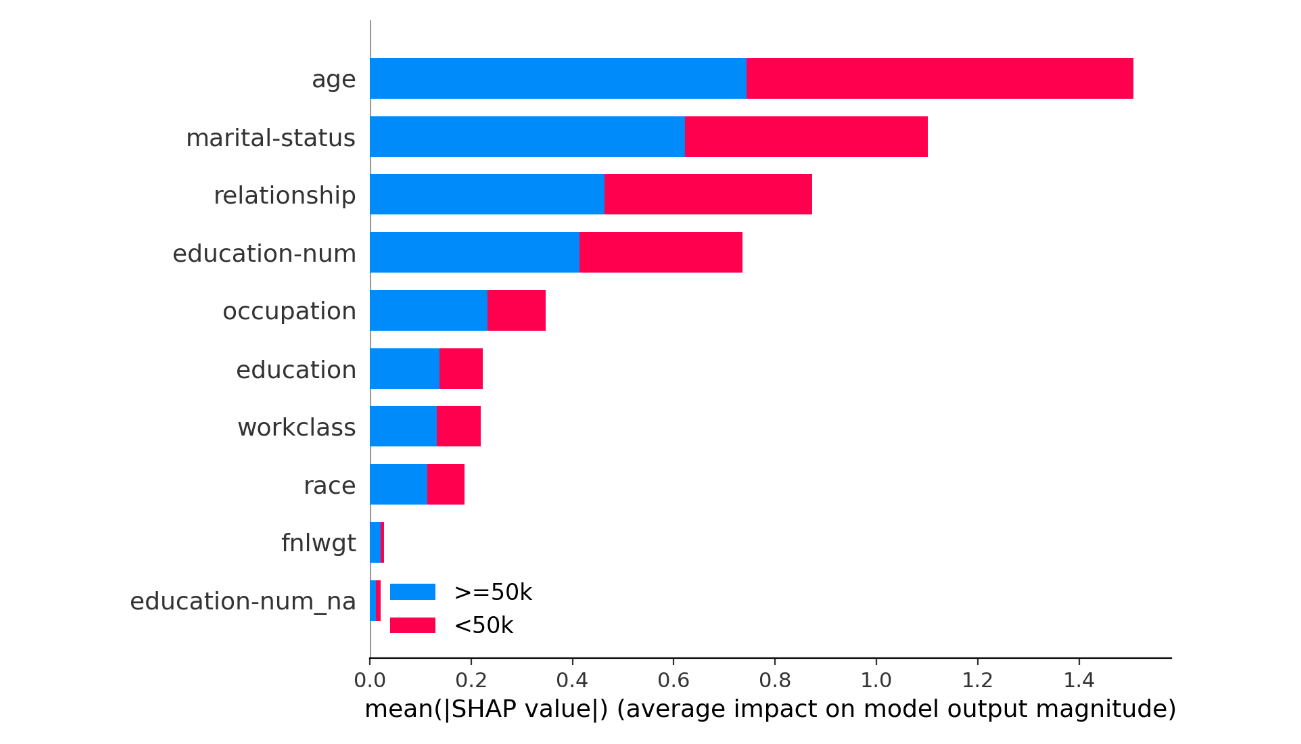 age
marital-status
relationship
education-num
occupation
education
workclass
race
fnlwgt
education-num_na
>=50k
<50k
0.0 0.2 0.4 0.6 0.8 1.0 1.2 1.4
mean(|SHAP value|) (average impact on model output magnitude)